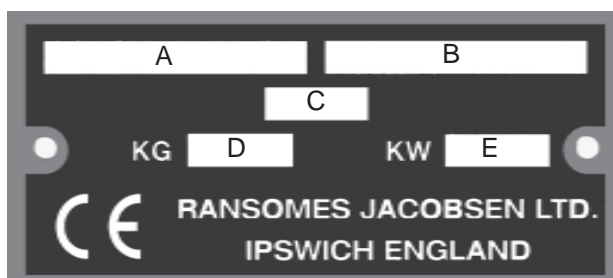 A B
C
KG D KW E
CE RANSOMES JACOBSEN LTD.
IPSWICH ENGLAND